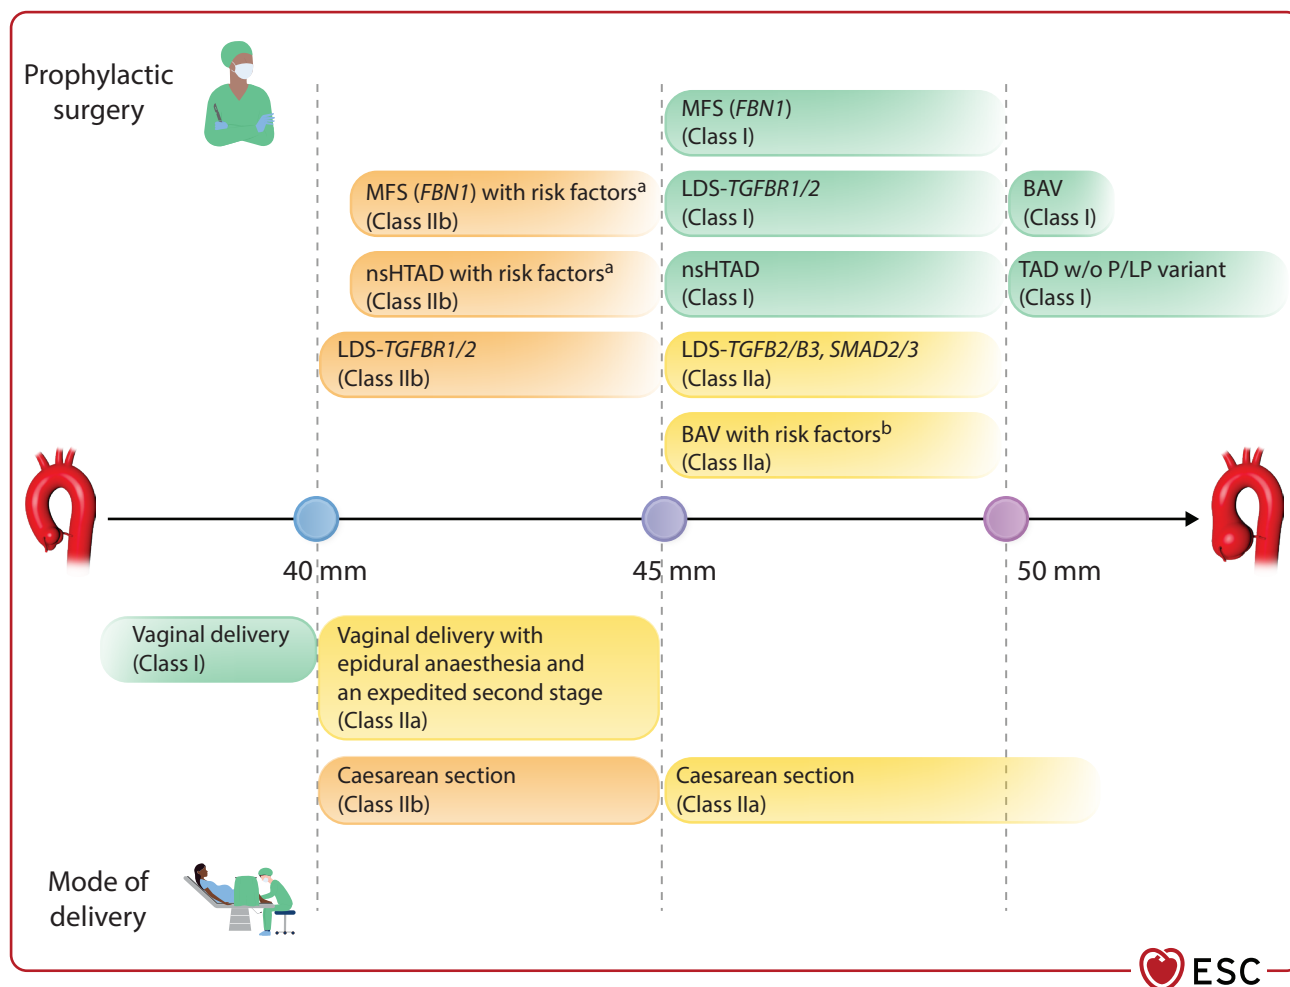 Prophylactic
surgery
MFS (FBN1)
(Class I)
MFS (FBN1) with risk factorsᵃ
(Class IIb)
LDS-TGFBR1/2
(Class I)
BAV
(Class I)
nsHTAD with risk factorsᵃ
(Class IIb)
nsHTAD
(Class I)
TAD w/o P/LP variant
(Class I)
LDS-TGFBR1/2
(Class IIb)
LDS-TGFB2/B3, SMAD2/3
(Class IIa)
BAV with risk factorsᵇ
(Class IIa)
40 mm
45 mm
50 mm
Vaginal delivery
(Class I)
Vaginal delivery with
epidural anaesthesia and
an expedited second stage
(Class IIa)
Caesarean section
(Class IIb)
Caesarean section
(Class IIa)
Mode of
delivery
ESC